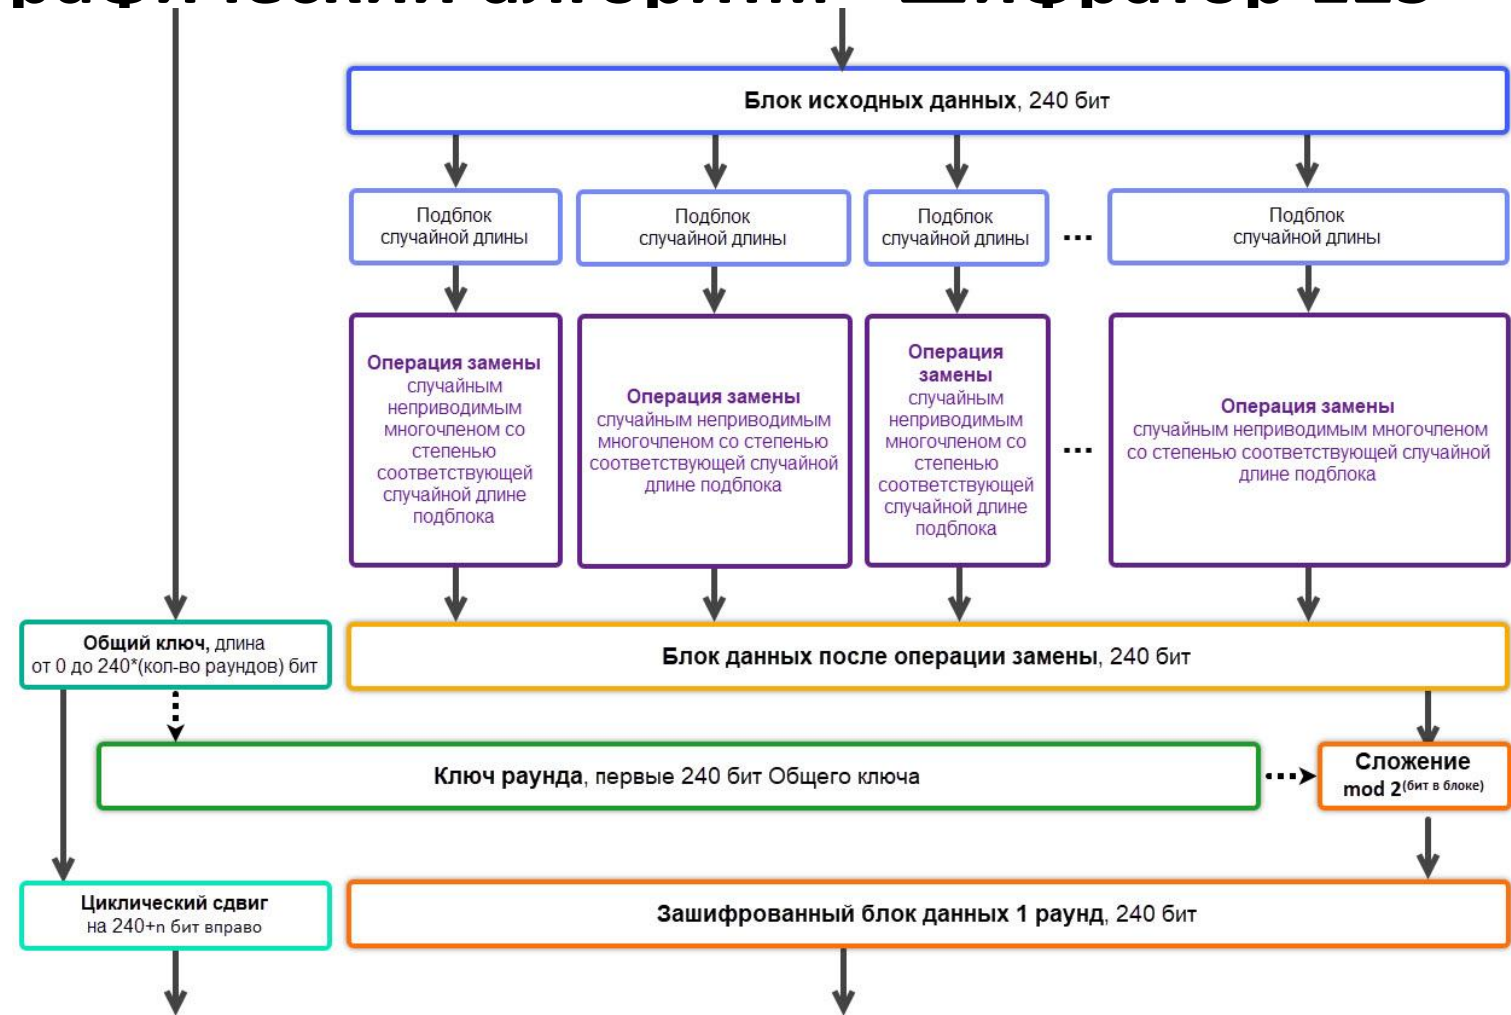 Блок исходных данных, 240 бит
Подблок
случайной длины
Подблок
случайной длины
Подблок
случайной длины
...
Подблок
случайной длины
Операция замены
случайным
неприводимым
многочленом со
степенью
соответствующей
случайной длине
подблока
Операция замены
случайным неприводимым
многочленом со степенью
соответствующей случайной
длине подблока
Операция
замены
случайным
неприводимым
многочленом со
степенью
соответствующей
случайной длине
подблока
...
Операция замены
случайным неприводимым многочленом
со степенью соответствующей случайной
длине подблока
Общий ключ, длина
от 0 до 240*(кол-во раундов) бит
Блок данных после операции замены, 240 бит
Ключ раунда, первые 240 бит Общего ключа
Сложение
mod 2(бит в блоке)
Циклический сдвиг
на 240+n бит вправо
Зашифрованный блок данных 1 раунд, 240 бит